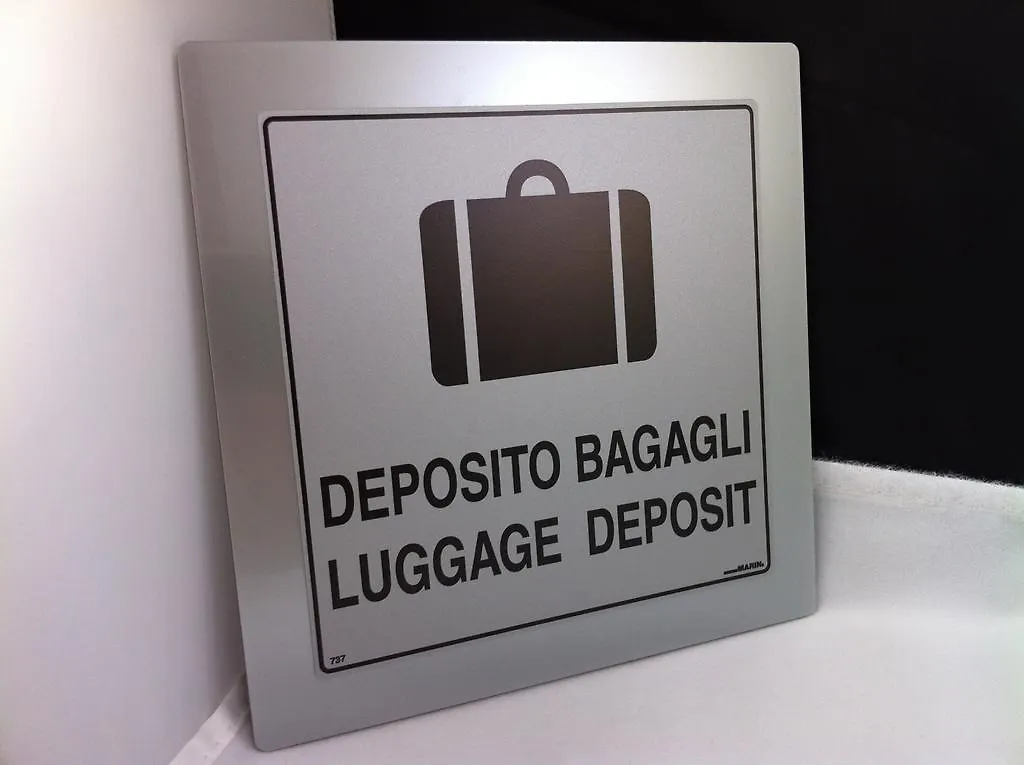 DEPOSITO BAGAGLI
LUGGAGE DEPOSIT
MARIN
737